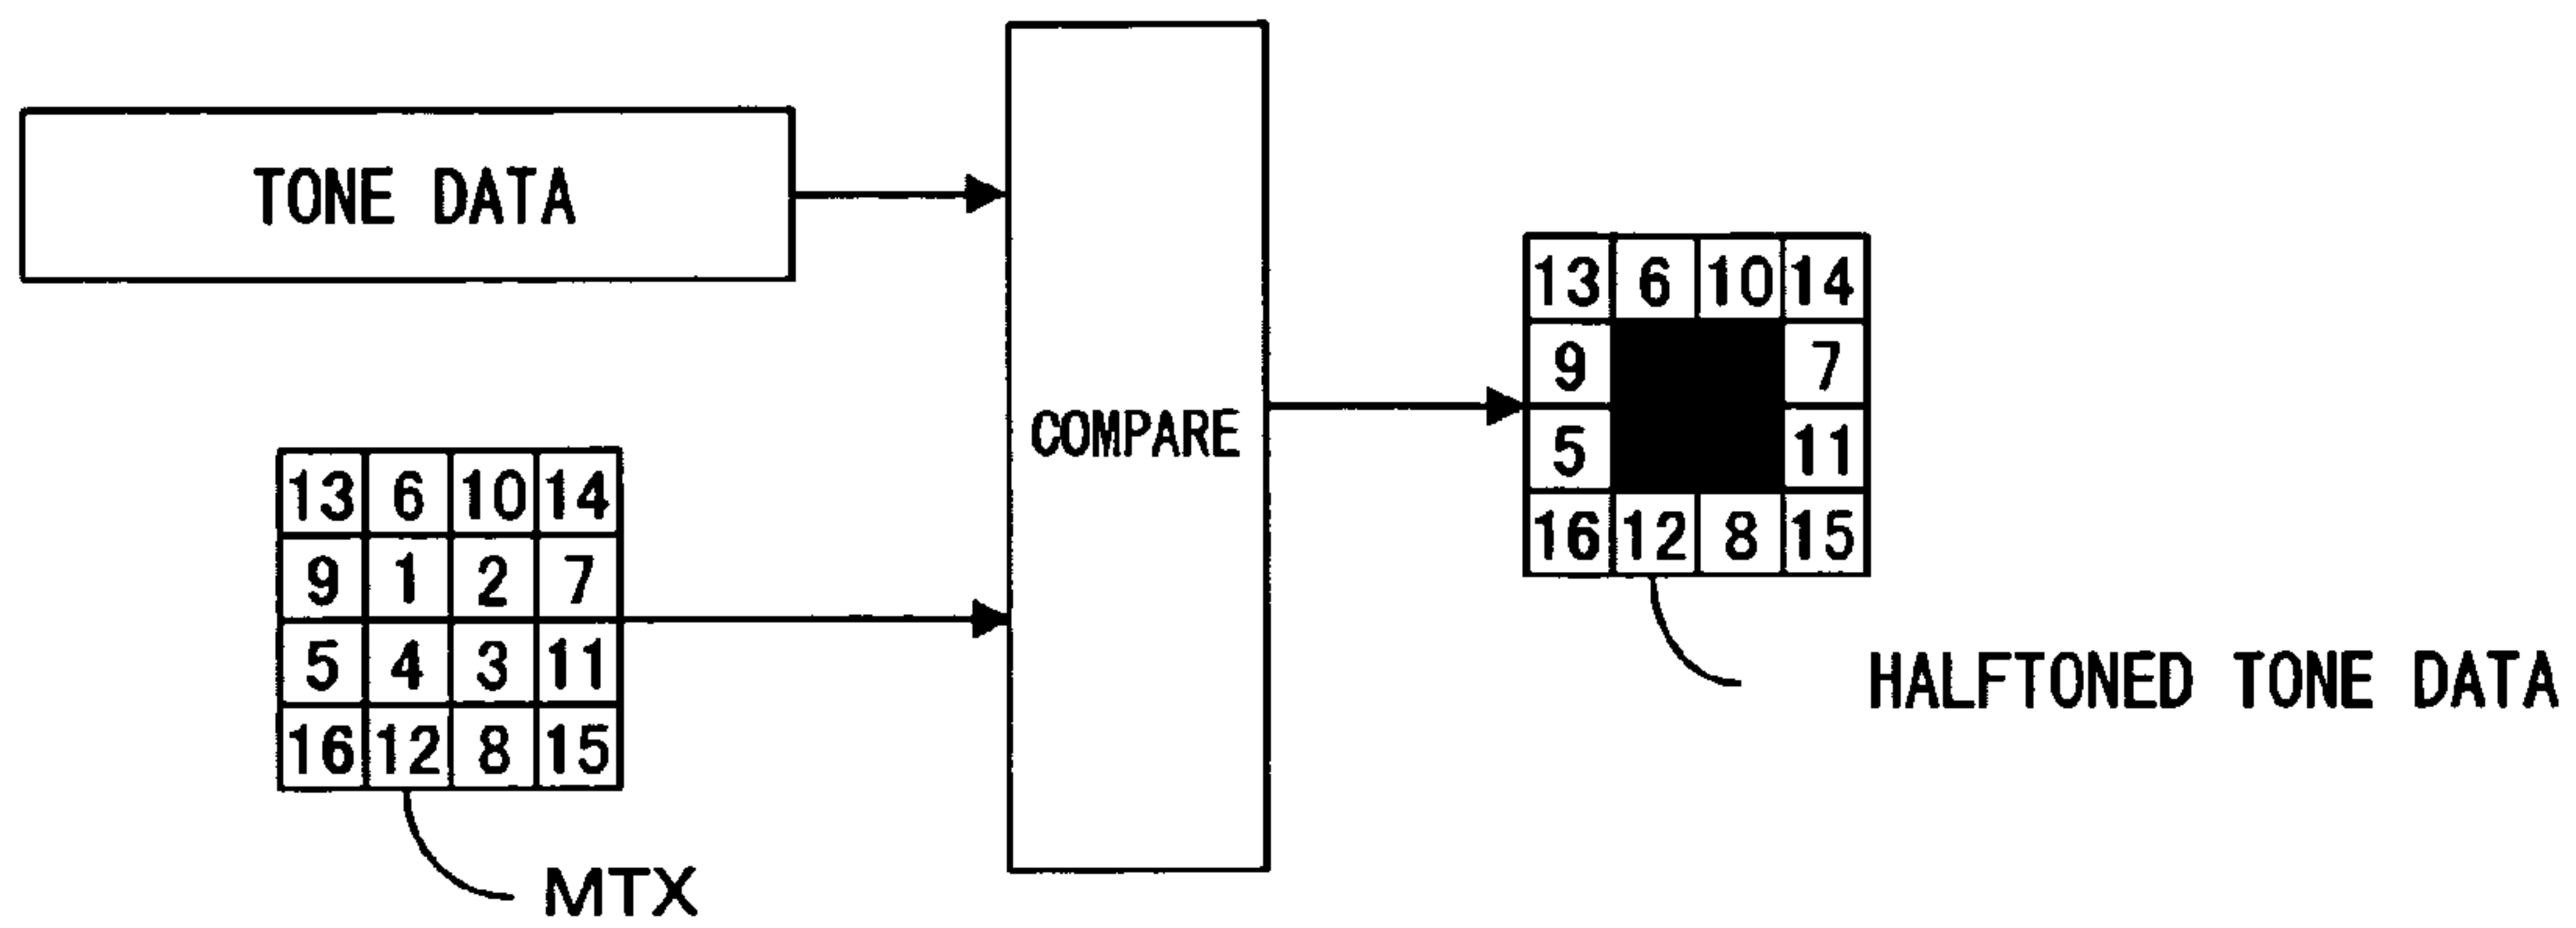 TONE DATA
COMPARE
13 6 10 14
9 7
5 11
16 12 8 15
13 6 10 14
9 1 2 7
5 4 3 11
16 12 8 15
HALFTONED TONE DATA
MTX